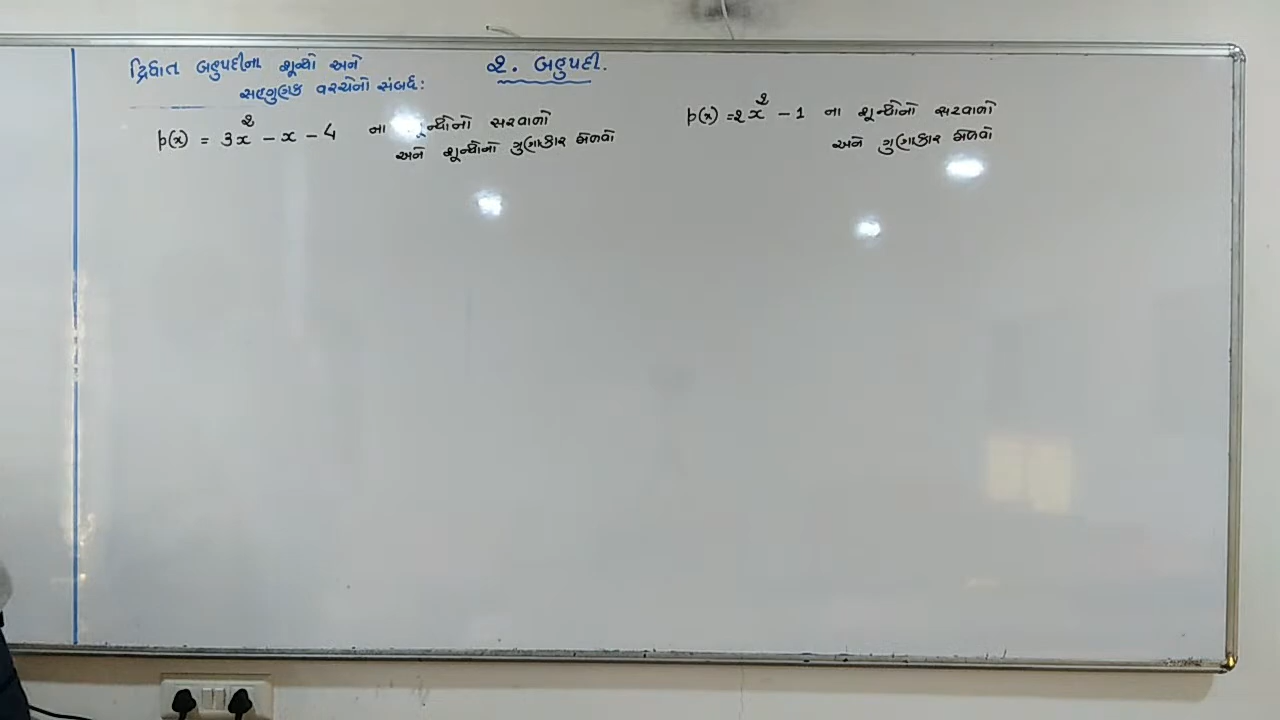 ૨. બહુપદી.
દ્વિઘાત બહુપદીના શૂન્યો અને
સહગુણક વચ્ચેનો સંબંધ:
p(x) = 3x² - x - 4 ના શૂન્યોનો સરવાળો
અને શૂન્યોનો ગુણાકાર મેળવો
p(x) = 2x² - 1 ના શૂન્યોનો સરવાળો
અને ગુણાકાર મેળવો